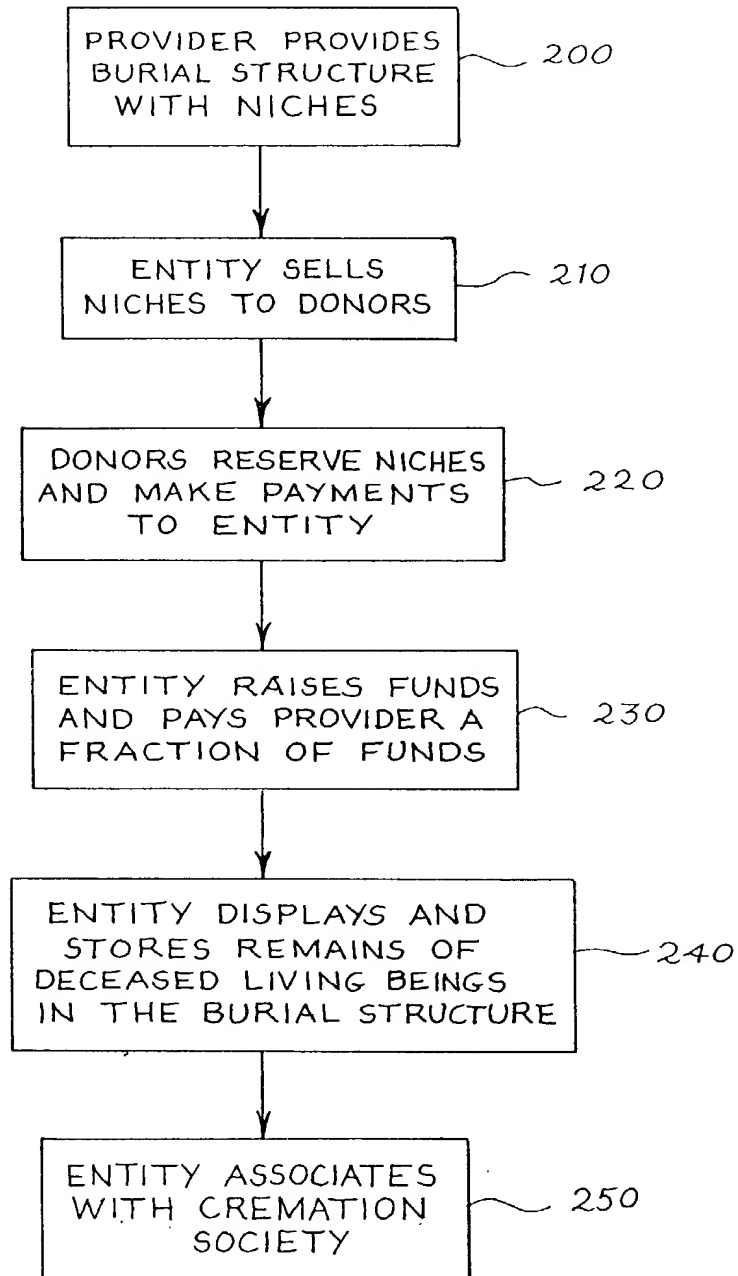 PROVIDER PROVIDES
BURIAL STRUCTURE
WITH NICHES
200
ENTITY SELLS
NICHES TO DONORS
210
DONORS RESERVE NICHES
AND MAKE PAYMENTS
TO ENTITY
220
ENTITY RAISES FUNDS
AND PAYS PROVIDER A
FRACTION OF FUNDS
230
ENTITY DISPLAYS AND
STORES REMAINS OF
DECEASED LIVING BEINGS
IN THE BURIAL STRUCTURE
240
ENTITY ASSOCIATES
WITH CREMATION
SOCIETY
250